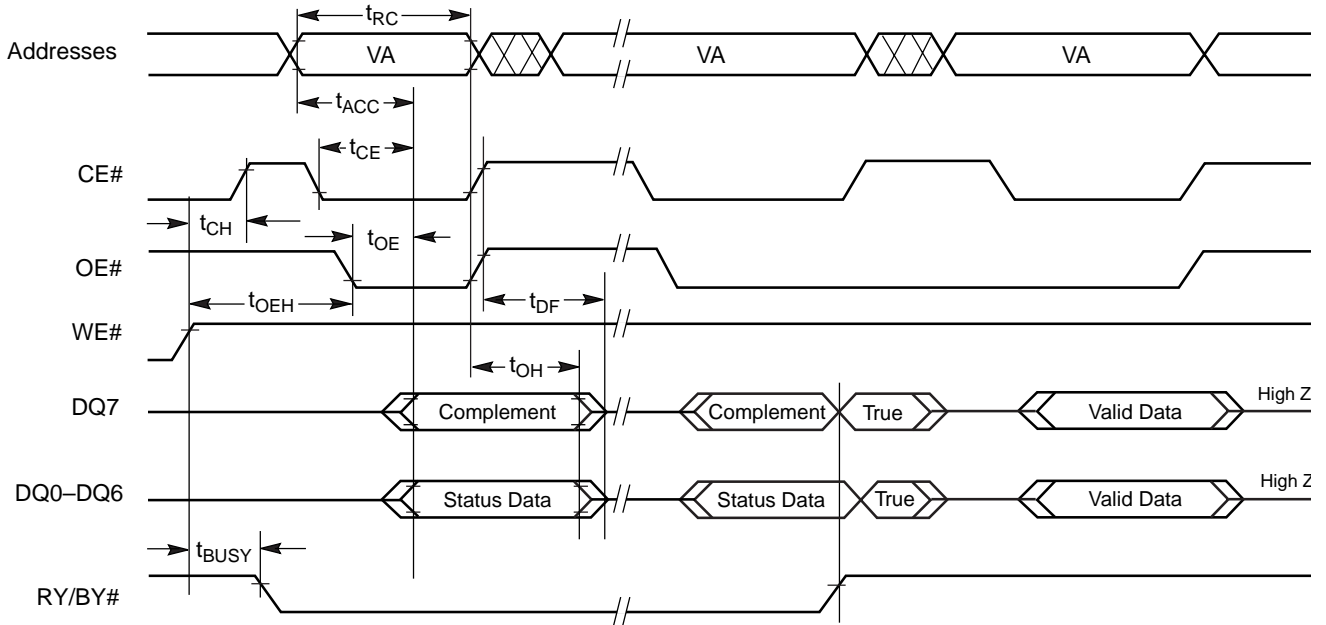 tRC
Addresses VA VA VA
tACC
tCE
CE#
tCH
tOE
OE#
tOEH tDF
WE#
tOH
DQ7 Complement Complement True Valid Data High Z
DQ0–DQ6 Status Data Status Data True Valid Data High Z
tBUSY
RY/BY#